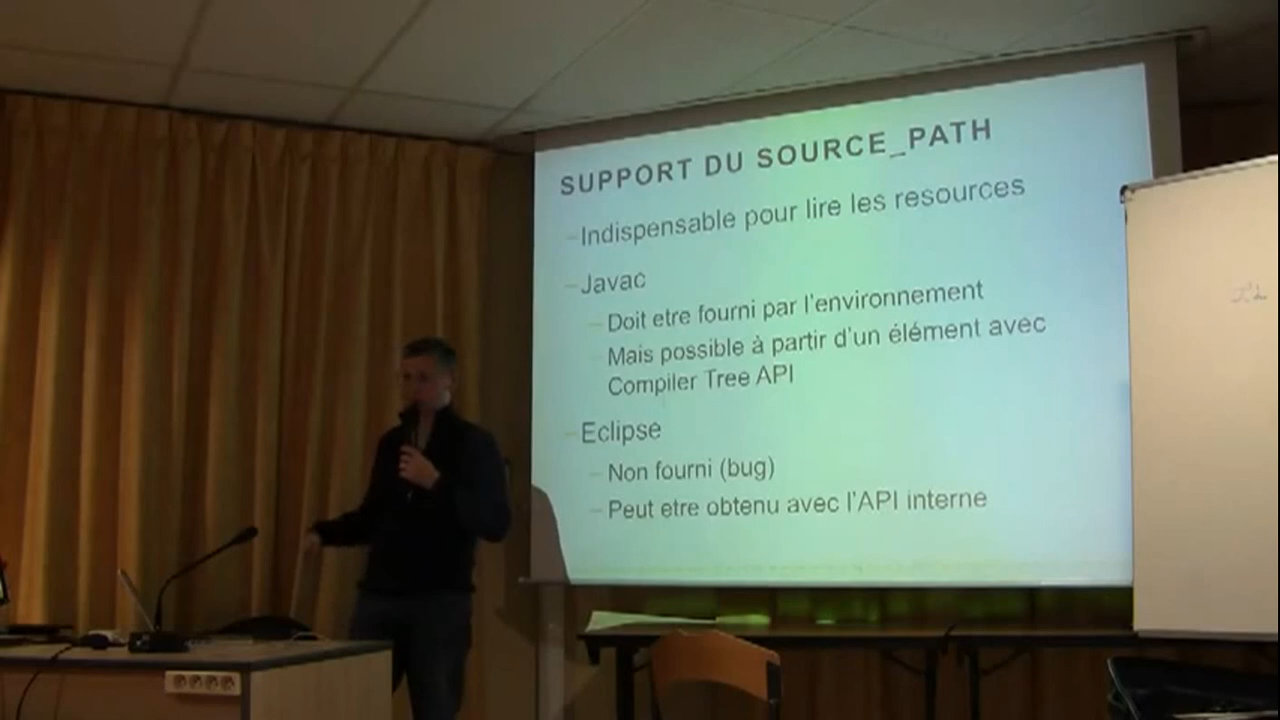 SUPPORT DU SOURCE_PATH
–Indispensable pour lire les resources
–Javac
–Doit etre fourni par l'environnement
–Mais possible à partir d'un élément avec
Compiler Tree API
–Eclipse
–Non fourni (bug)
–Peut etre obtenu avec l'API interne